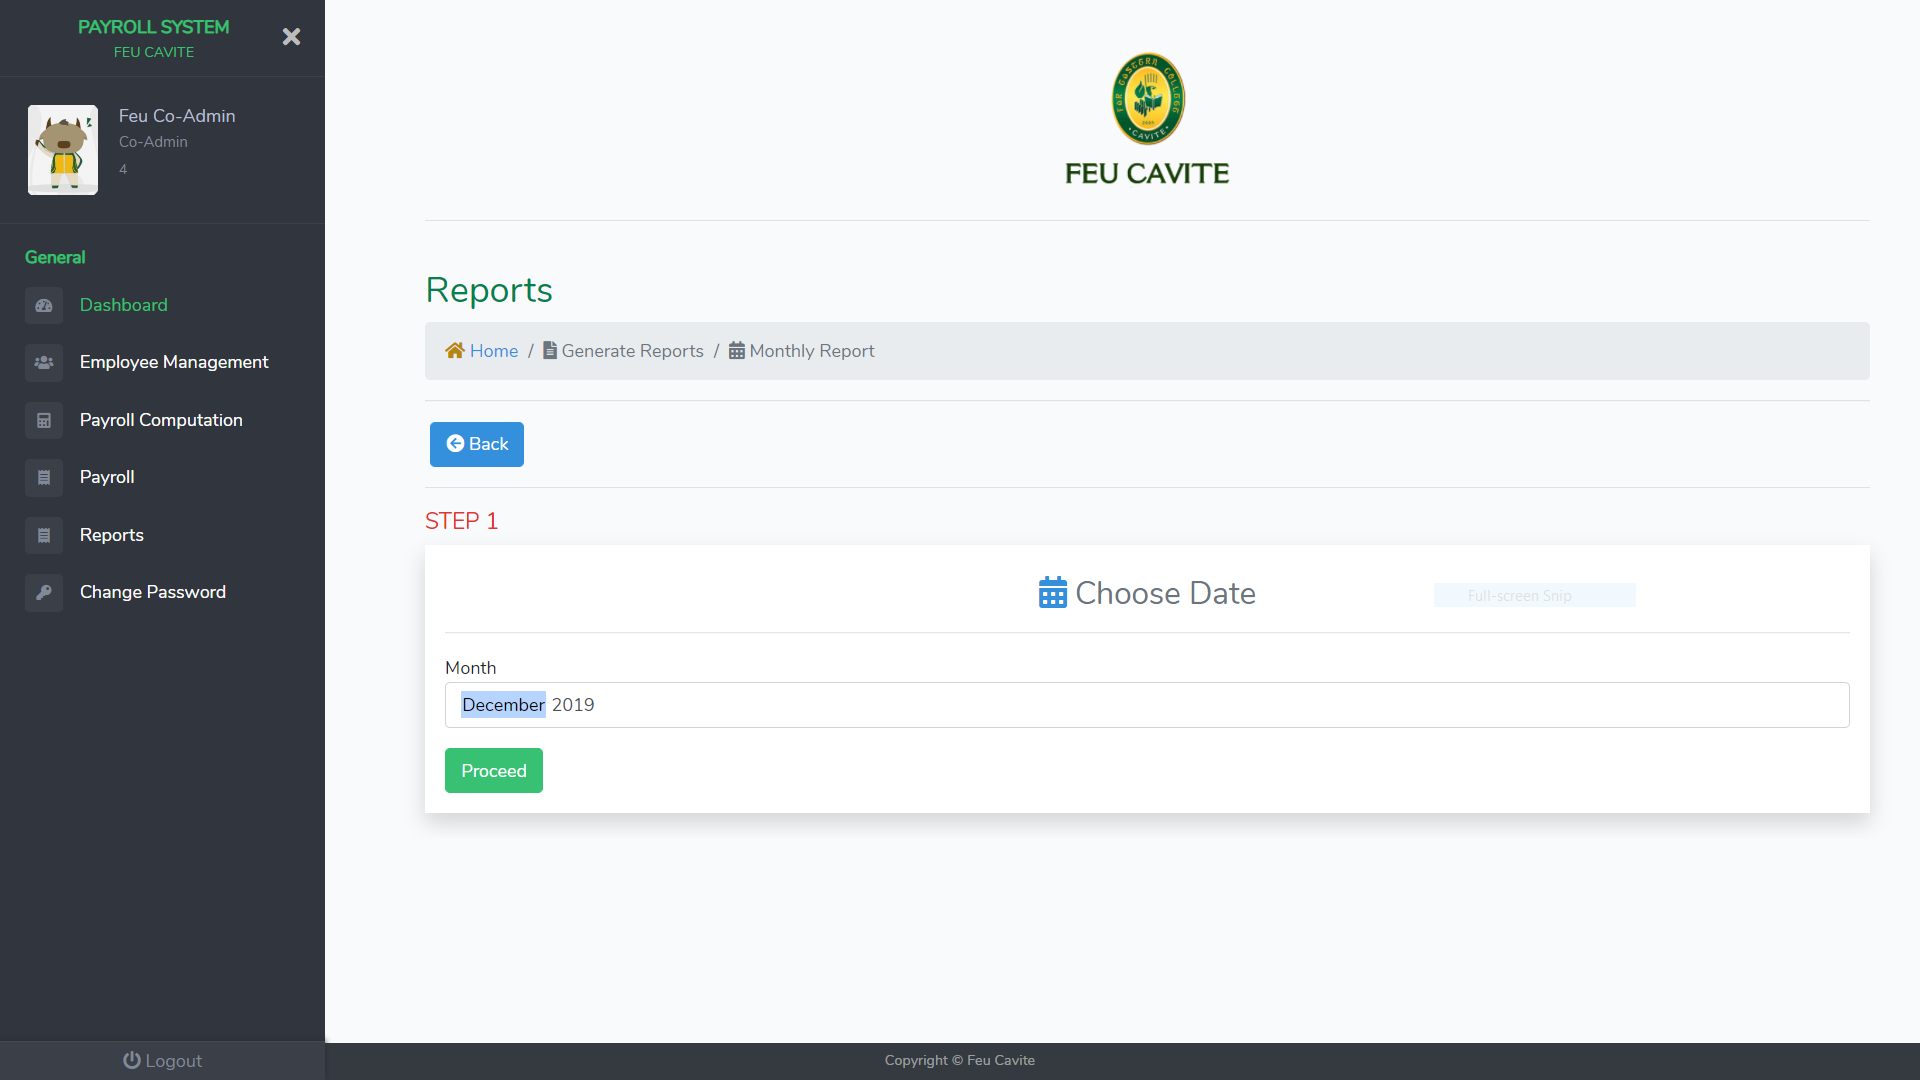 PAYROLL SYSTEM
FEU CAVITE
Feu Co-Admin
Co-Admin
4
General
Dashboard
Employee Management
Payroll Computation
Payroll
Reports
Change Password
Logout
FEU CAVITE
Reports
Home / Generate Reports / Monthly Report
Back
STEP 1
Choose Date
Full-screen Snip
Month
December 2019
Proceed
Copyright © Feu Cavite